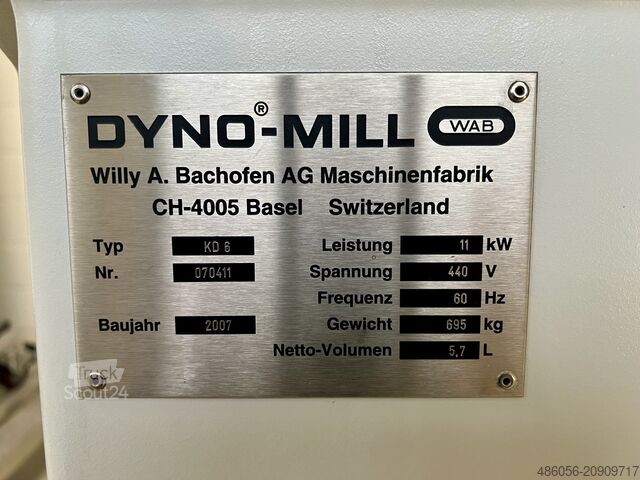 DYNO®-MILL WAB
Willy A. Bachofen AG Maschinenfabrik
CH-4005 Basel Switzerland
Typ KD 6 Leistung 11 kW
Nr. 070411 Spannung 440 V
Frequenz 60 Hz
Baujahr 2007 Gewicht 695 kg
Netto-Volumen 5,7 L
Truck
Scout24
486056-20909717